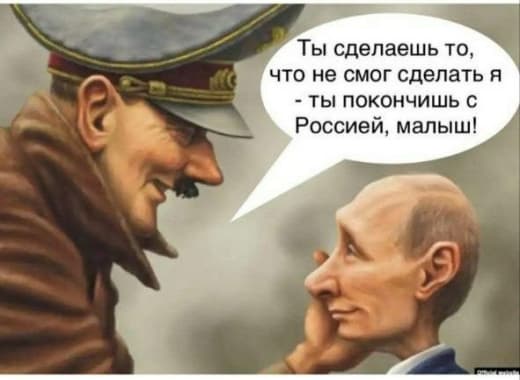 Ты сделаешь то,
что не смог сделать я
- ты покончишь с
Россией, малыш!